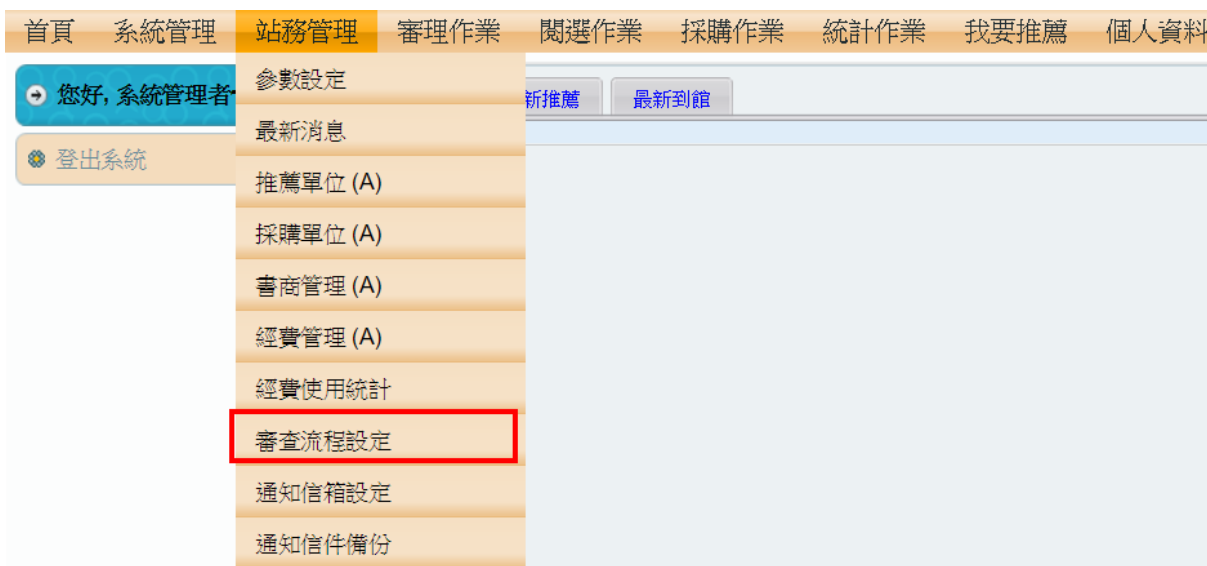 首頁 系統管理 站務管理 審理作業 閱選作業 採購作業 統計作業 我要推薦 個人資料
您好, 系統管理者
新推薦 最新到館
登出系統
參數設定
最新消息
推薦單位 (A)
採購單位 (A)
書商管理 (A)
經費管理 (A)
經費使用統計
審查流程設定
通知信箱設定
通知信件備份